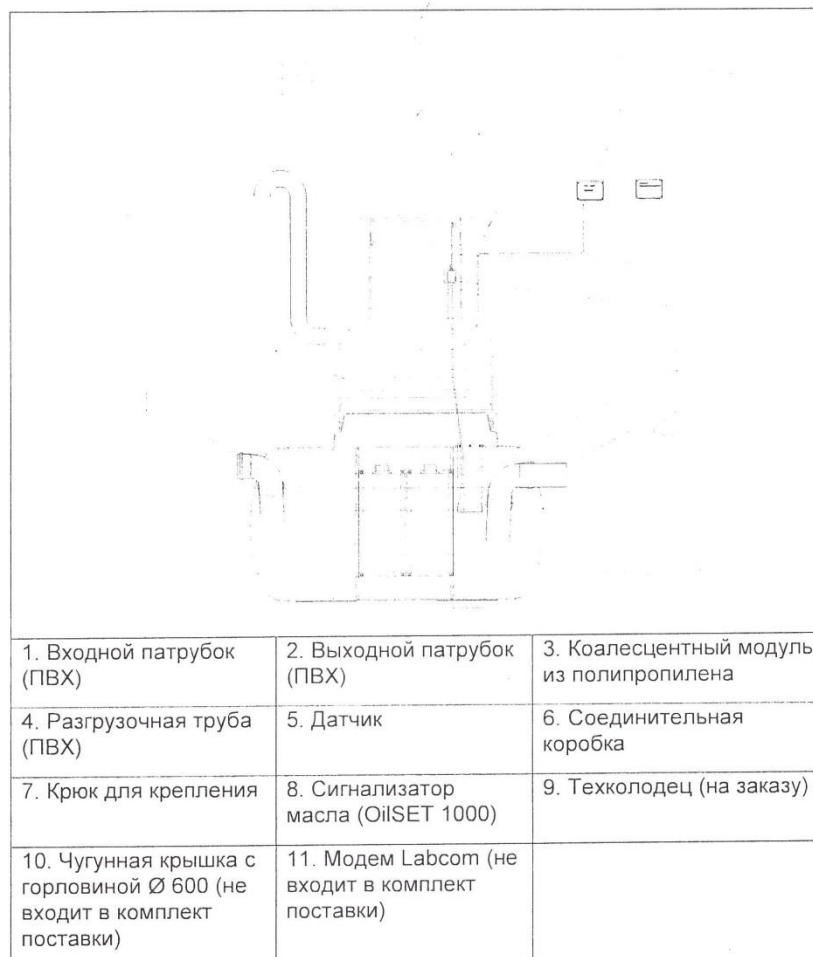 1. Входной патрубок
(ПВХ)
2. Выходной патрубок
(ПВХ)
3. Коалесцентный модуль
из полипропилена
4. Разгрузочная труба
(ПВХ)
5. Датчик
6. Соединительная
коробка
7. Крюк для крепления
8. Сигнализатор
масла (OilSET 1000)
9. Техколодец (на заказу)
10. Чугунная крышка с
горловиной Ø 600 (не
входит в комплект
поставки)
11. Модем Labcom (не
входит в комплект
поставки)